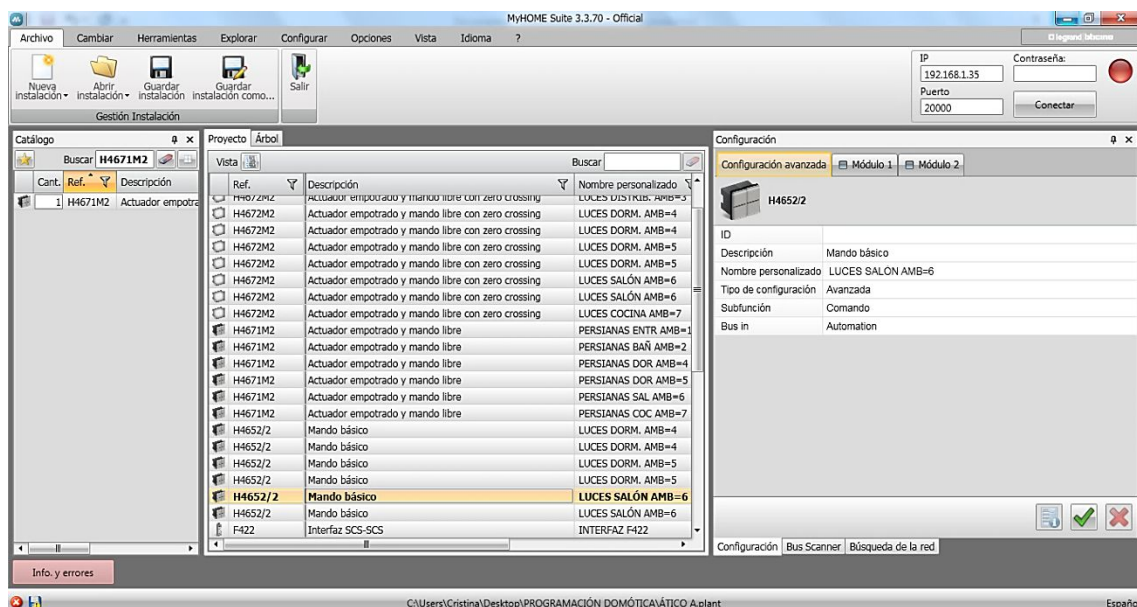 MyHOME Suite 3.3.70 - Official
Archivo Cambiar Herramientas Explorar Configurar Opciones Vista Idioma ?
legrand bticino
Nueva instalación
Abrir instalación
Guardar instalación
Guardar instalación como...
Salir
Gestión Instalación
IP
192.168.1.35
Puerto
20000
Contraseña:
Conectar
Catálogo
Buscar H4671M2
Cant. Ref. Descripción
1 H4671M2 Actuador empotra
Proyecto Árbol
Vista Buscar
Ref. Descripción Nombre personalizado
H4672M2 Actuador empotrado y mando libre con zero crossing LUCES DISTRIB. AMB=3
H4672M2 Actuador empotrado y mando libre con zero crossing LUCES DORM. AMB=4
H4672M2 Actuador empotrado y mando libre con zero crossing LUCES DORM. AMB=4
H4672M2 Actuador empotrado y mando libre con zero crossing LUCES DORM. AMB=5
H4672M2 Actuador empotrado y mando libre con zero crossing LUCES DORM. AMB=5
H4672M2 Actuador empotrado y mando libre con zero crossing LUCES SALÓN AMB=6
H4672M2 Actuador empotrado y mando libre con zero crossing LUCES SALÓN AMB=6
H4672M2 Actuador empotrado y mando libre con zero crossing LUCES COCINA AMB=7
H4671M2 Actuador empotrado y mando libre PERSIANAS ENTR AMB=1
H4671M2 Actuador empotrado y mando libre PERSIANAS BAÑ AMB=2
H4671M2 Actuador empotrado y mando libre PERSIANAS DOR AMB=4
H4671M2 Actuador empotrado y mando libre PERSIANAS DOR AMB=5
H4671M2 Actuador empotrado y mando libre PERSIANAS SAL AMB=6
H4671M2 Actuador empotrado y mando libre PERSIANAS COC AMB=7
H4652/2 Mando básico LUCES DORM. AMB=4
H4652/2 Mando básico LUCES DORM. AMB=4
H4652/2 Mando básico LUCES DORM. AMB=5
H4652/2 Mando básico LUCES DORM. AMB=5
H4652/2 Mando básico LUCES SALÓN AMB=6
H4652/2 Mando básico LUCES SALÓN AMB=6
F422 Interfaz SCS-SCS INTERFAZ F422
Configuración
Configuración avanzada Módulo 1 Módulo 2
H4652/2
ID
Descripción Mando básico
Nombre personalizado LUCES SALÓN AMB=6
Tipo de configuración Avanzada
Subfunción Comando
Bus in Automation
Configuración Bus Scanner Búsqueda de la red
Info. y errores
C:\Users\Cristina\Desktop\PROGRAMACIÓN DOMÓTICA\ÁTICO A.plant
Españo